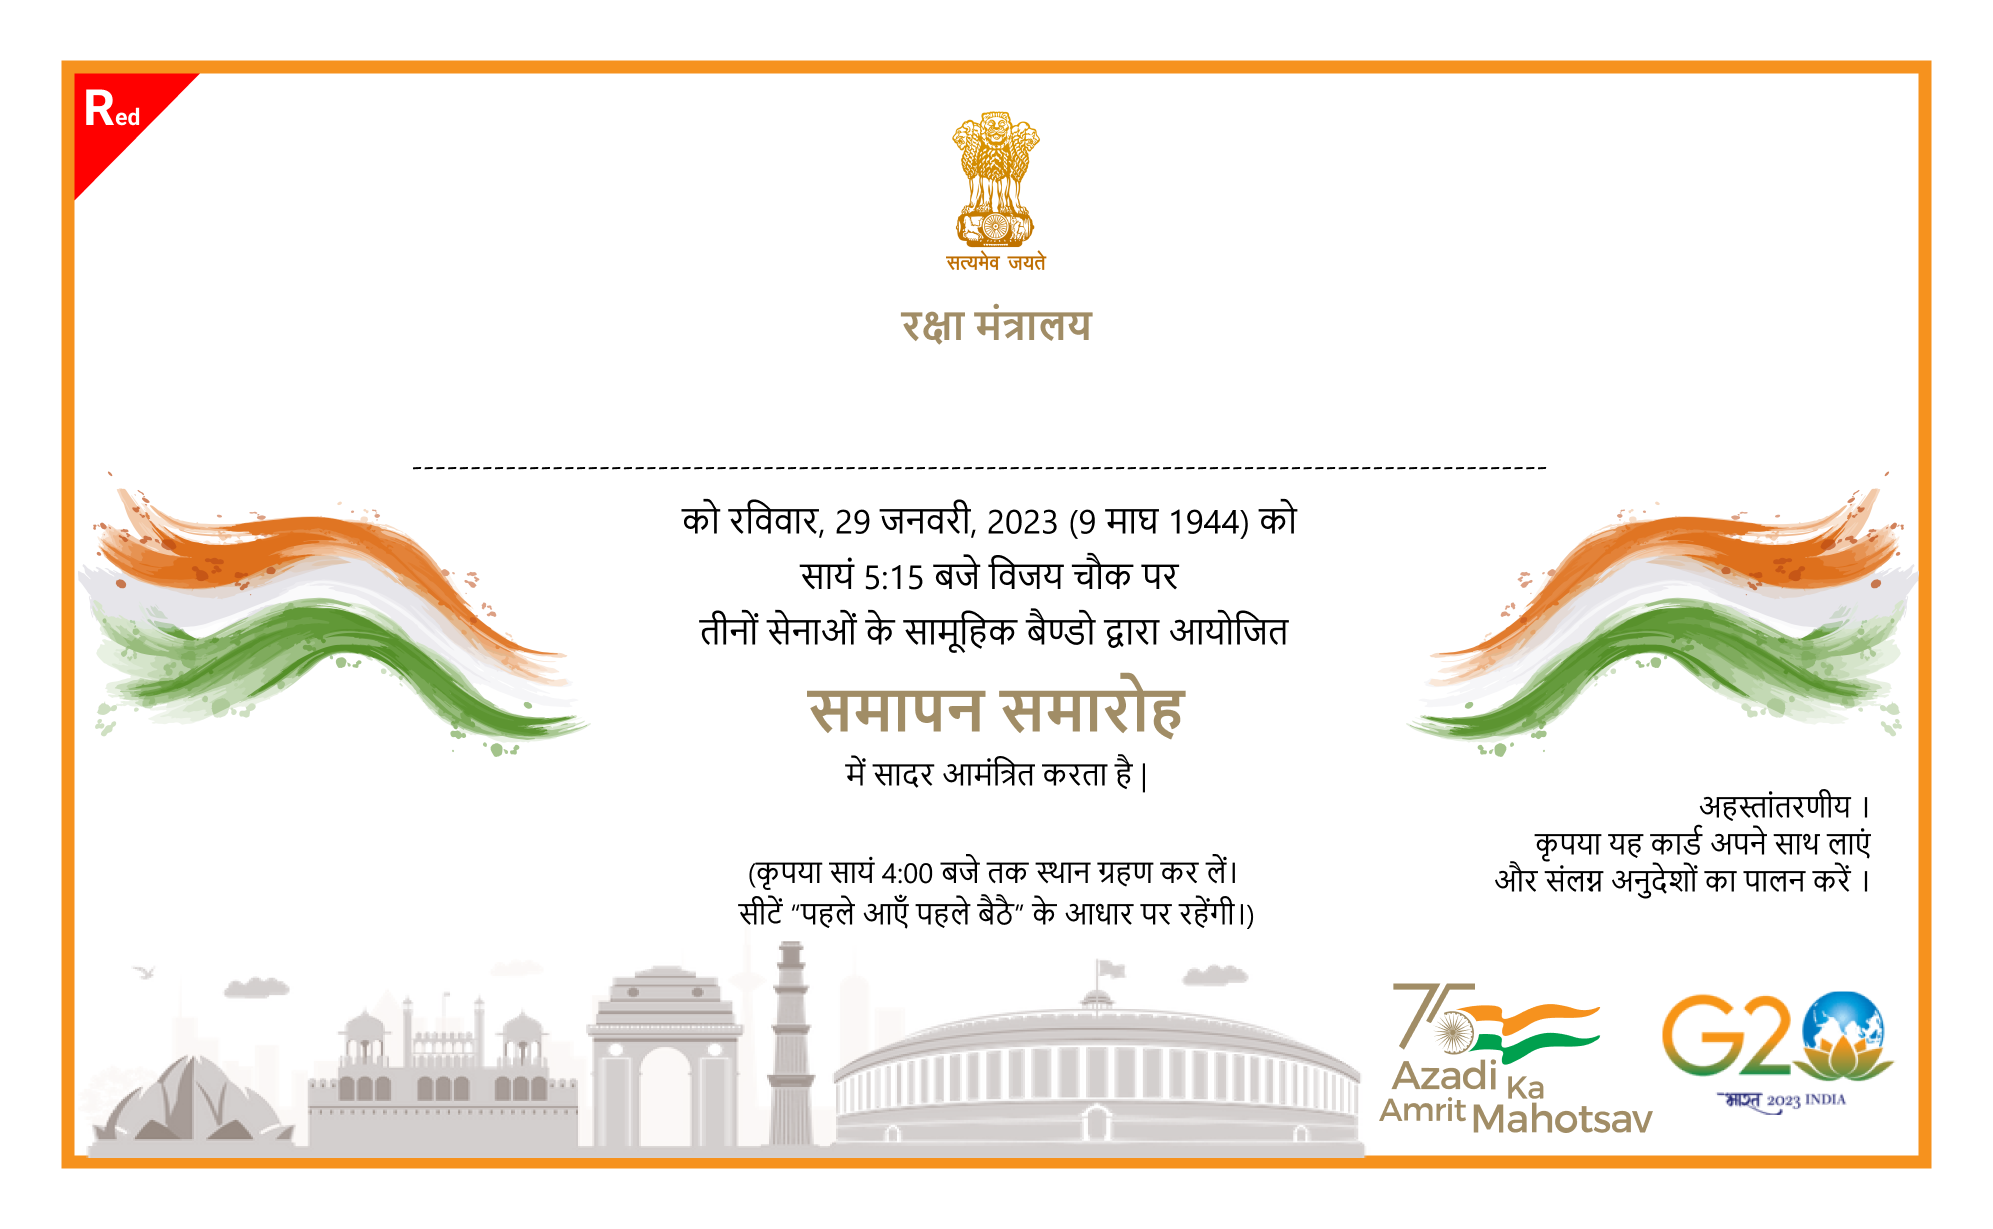 Red
सत्यमेव जयते
रक्षा मंत्रालय
को रविवार, 29 जनवरी, 2023 (9 माघ 1944) को
सायं 5:15 बजे विजय चौक पर
तीनों सेनाओं के सामूहिक बैण्डो द्वारा आयोजित
समापन समारोह
में सादर आमंत्रित करता है |
अहस्तांतरणीय ।
कृपया यह कार्ड अपने साथ लाएं
और संलग्न अनुदेशों का पालन करें ।
(कृपया सायं 4:00 बजे तक स्थान ग्रहण कर लें।
सीटें “पहले आएँ पहले बैठै” के आधार पर रहेंगी।)
75
Azadi Ka
Amrit Mahotsav
G20
भारत 2023 INDIA